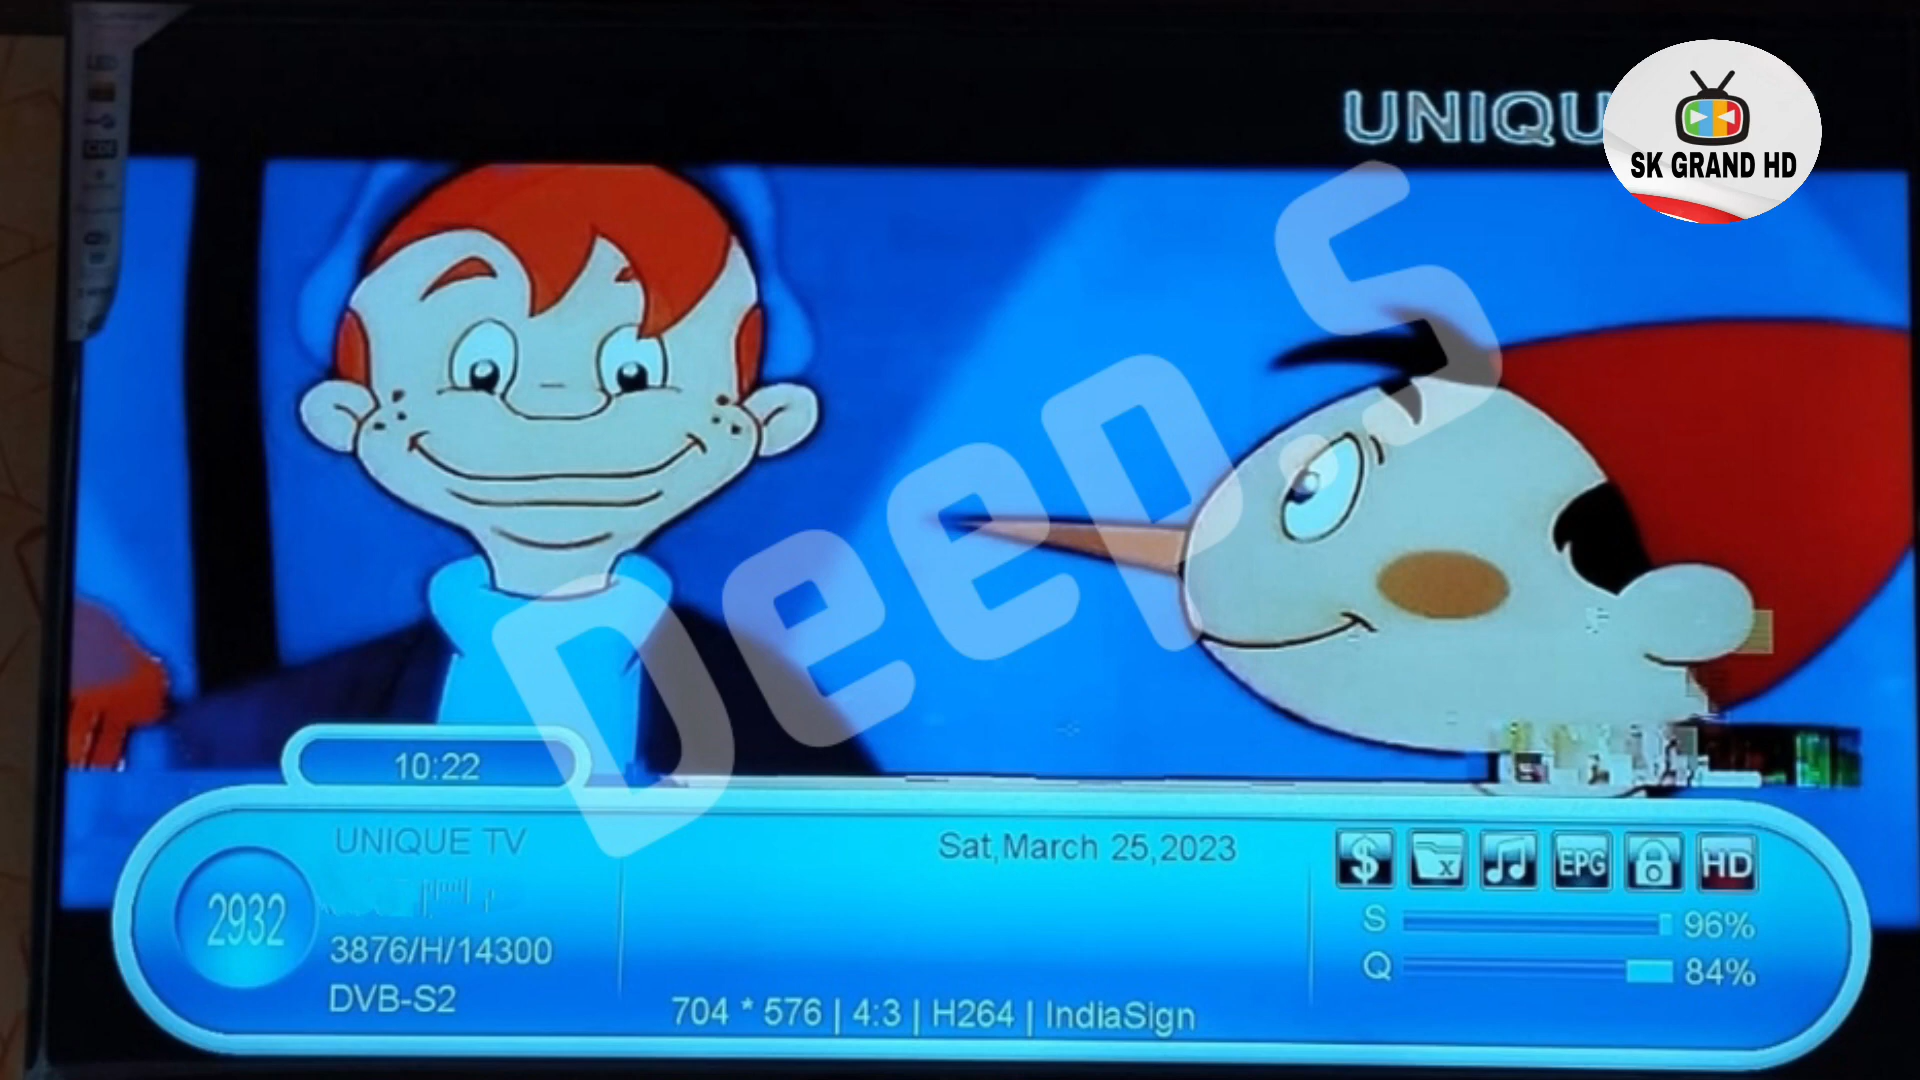 UNIQU
SK GRAND HD
Deep.s
10:22
UNIQUE TV
Sat,March 25,2023
$ x EPG HD
2932
3876/H/14300
DVB-S2
S 96%
Q 84%
704 * 576 | 4:3 | H264 | IndiaSign